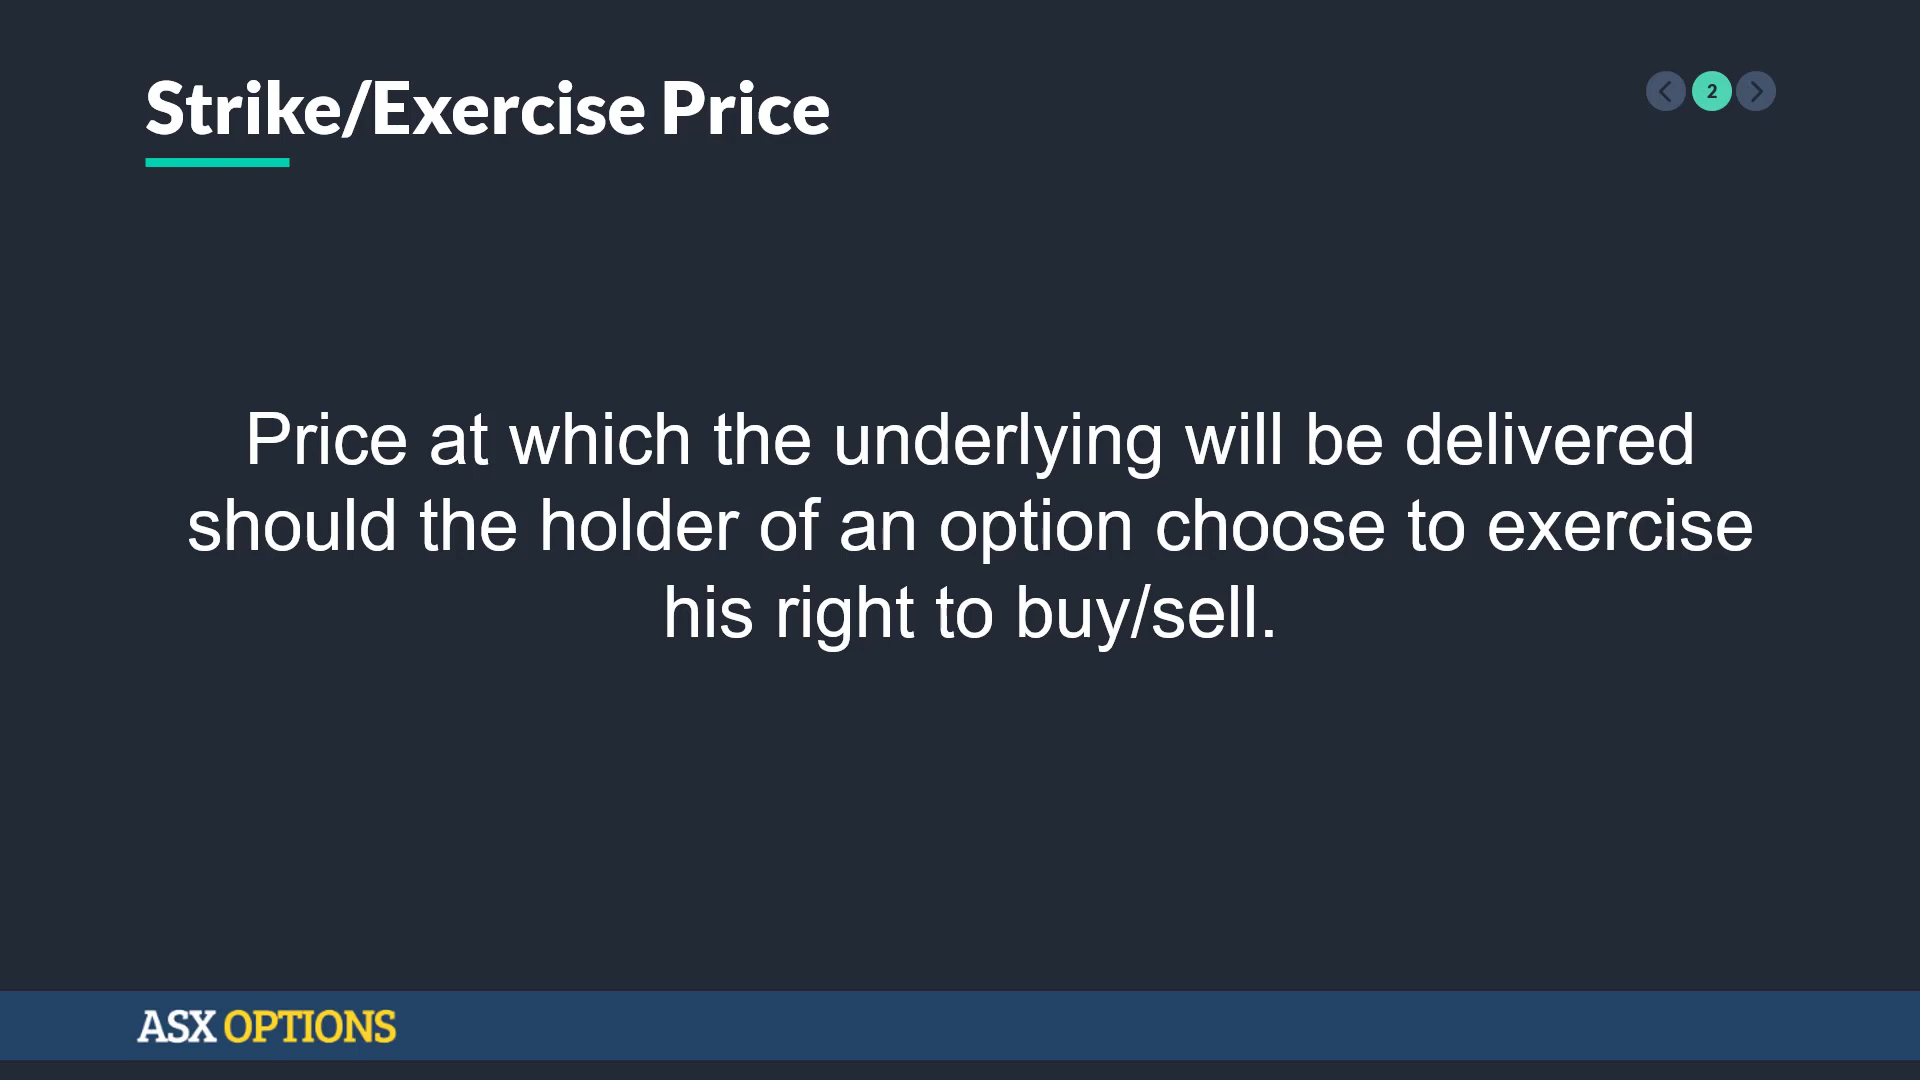 Strike/Exercise Price
2
Price at which the underlying will be delivered
should the holder of an option choose to exercise
his right to buy/sell.
ASX OPTIONS